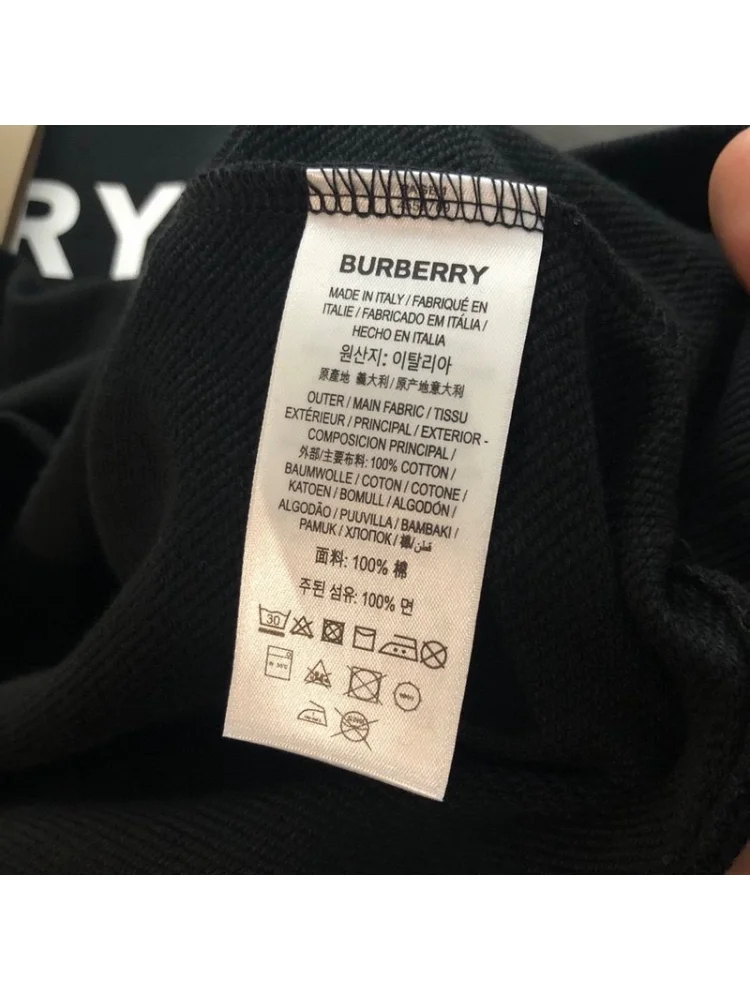 RY
BURBERRY
MADE IN ITALY / FABRIQUÉ EN
ITALIE / FABRICADO EM ITÁLIA /
HECHO EN ITALIA
원산지: 이탈리아
原產地 義大利 / 原产地意大利
OUTER / MAIN FABRIC / TISSU
EXTÉRIEUR / PRINCIPAL / EXTERIOR -
COMPOSICION PRINCIPAL /
外部/主要布料: 100% COTTON /
BAUMWOLLE / COTON / COTONE /
KATOEN / BOMULL / ALGODÓN /
ALGODÃO / PUUVILLA / BAMBAKI /
PAMUK / ХЛОПОК / 棉/ قطن
面料: 100% 棉
주된 섬유: 100% 면
30